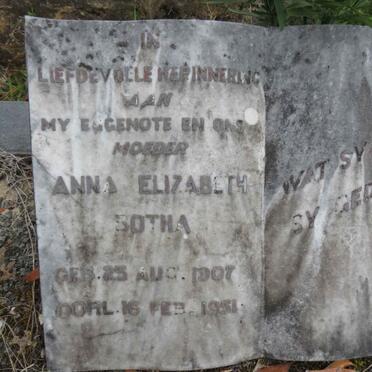 IN
LIEFDEVOLLE HERINNERING
AAN
MY EGGENOTE EN ONS
MOEDER
ANNA ELIZABETH
BOTHA
GEB. 25 AUG. 1907
OORL. 16 FEB. 1951.
WAT SY
SY GED